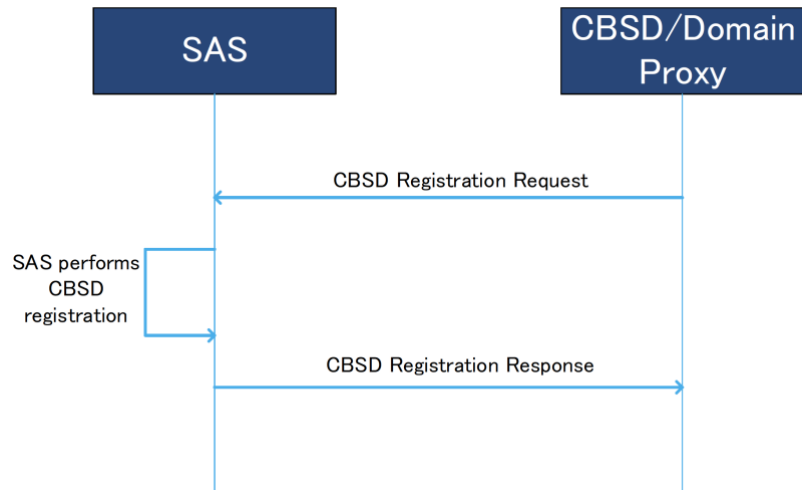 SAS
CBSD/Domain
Proxy
CBSD Registration Request
SAS performs
CBSD
registration
CBSD Registration Response